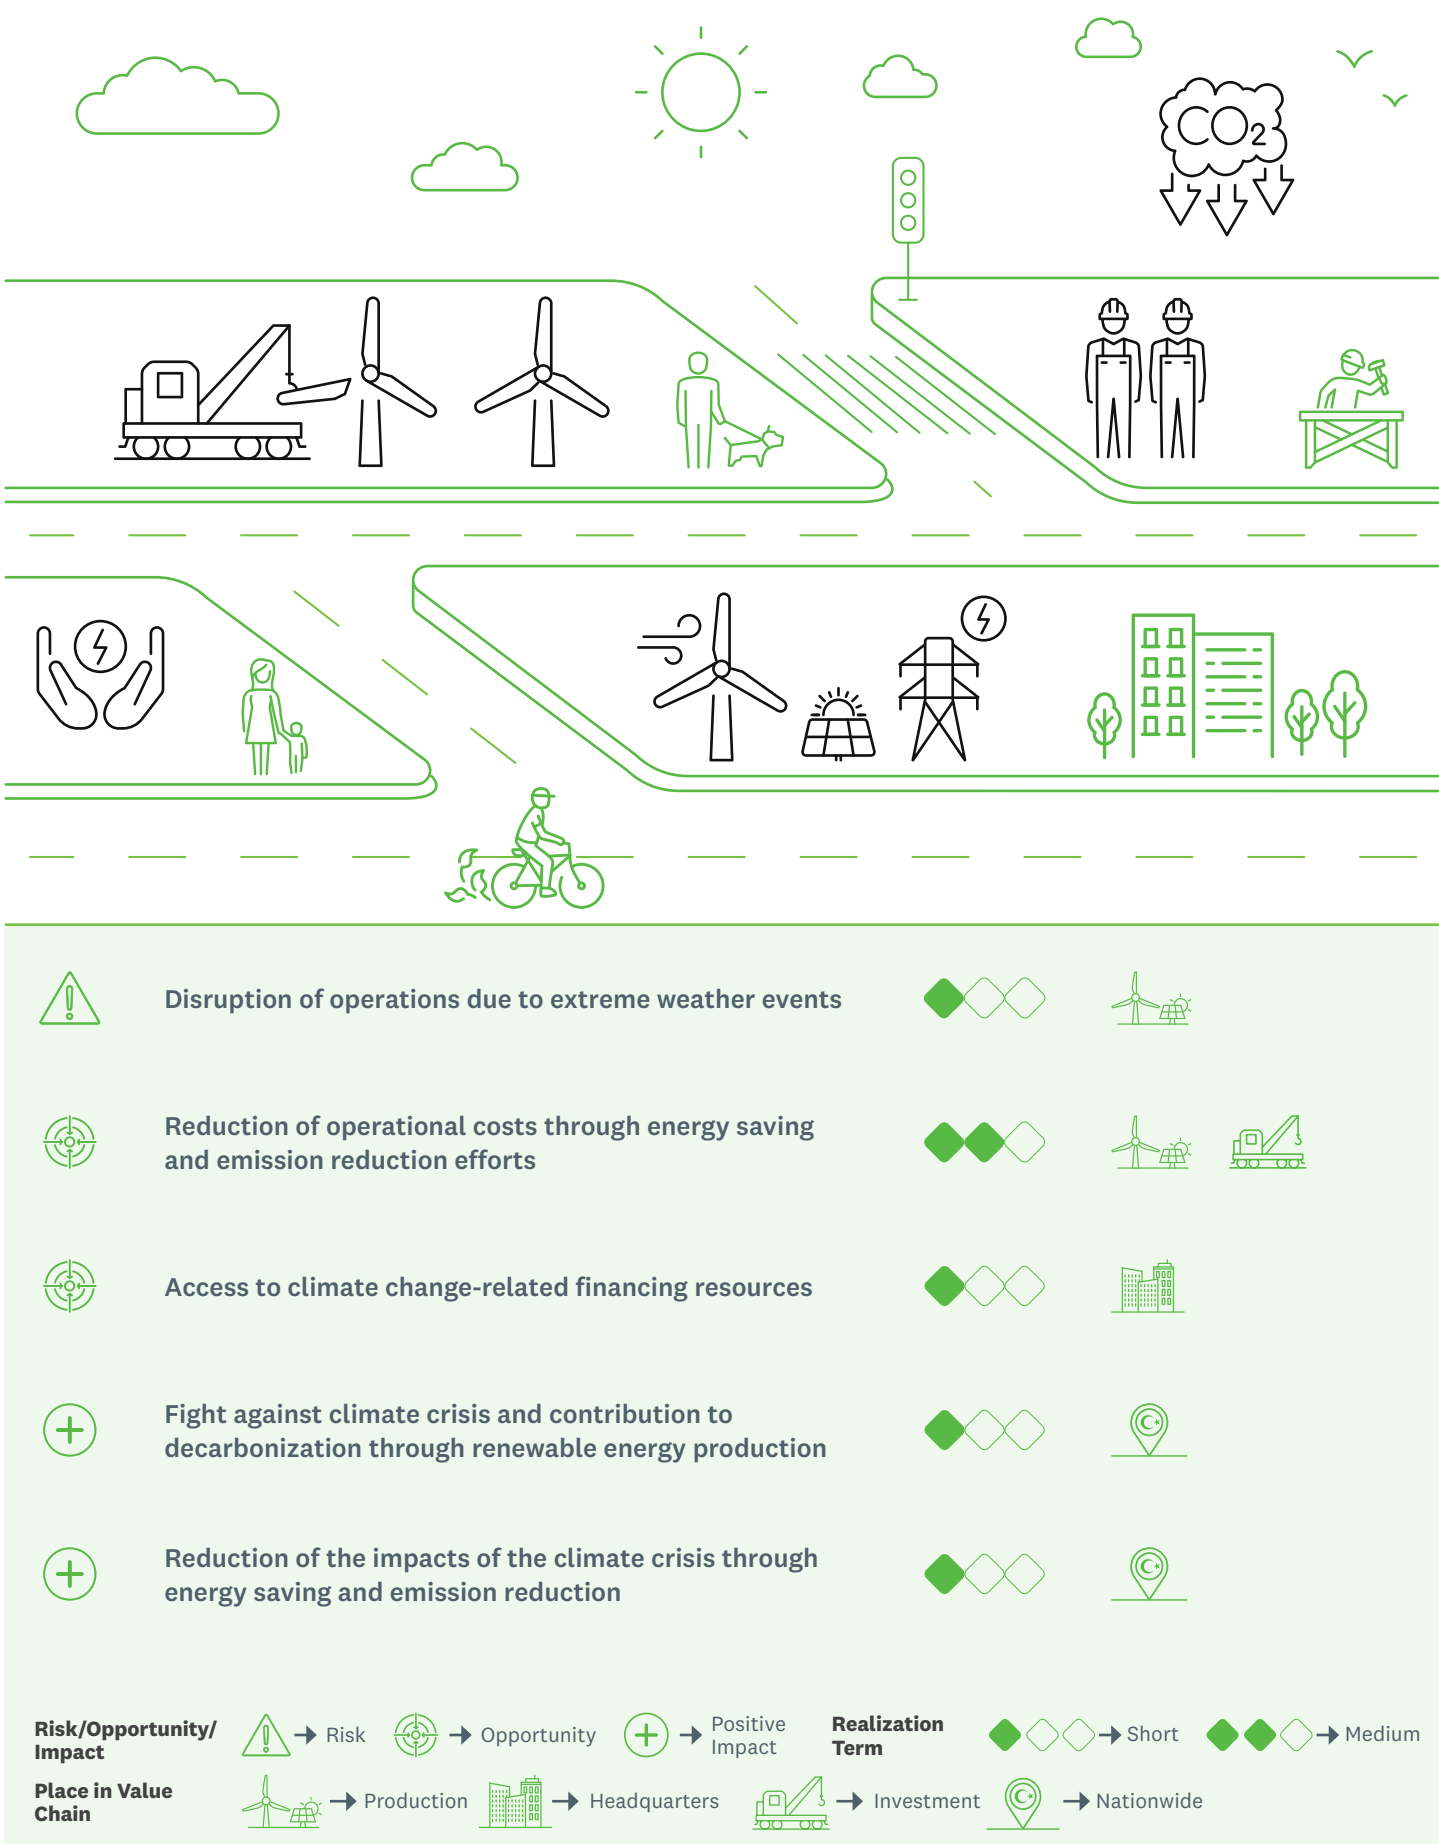 CO2
Disruption of operations due to extreme weather events
Reduction of operational costs through energy saving
and emission reduction efforts
Access to climate change-related financing resources
Fight against climate crisis and contribution to
decarbonization through renewable energy production
Reduction of the impacts of the climate crisis through
energy saving and emission reduction
Risk/Opportunity/
Impact
Risk
Opportunity
Positive
Impact
Realization
Term
Short
Medium
Place in Value
Chain
Production
Headquarters
Investment
Nationwide